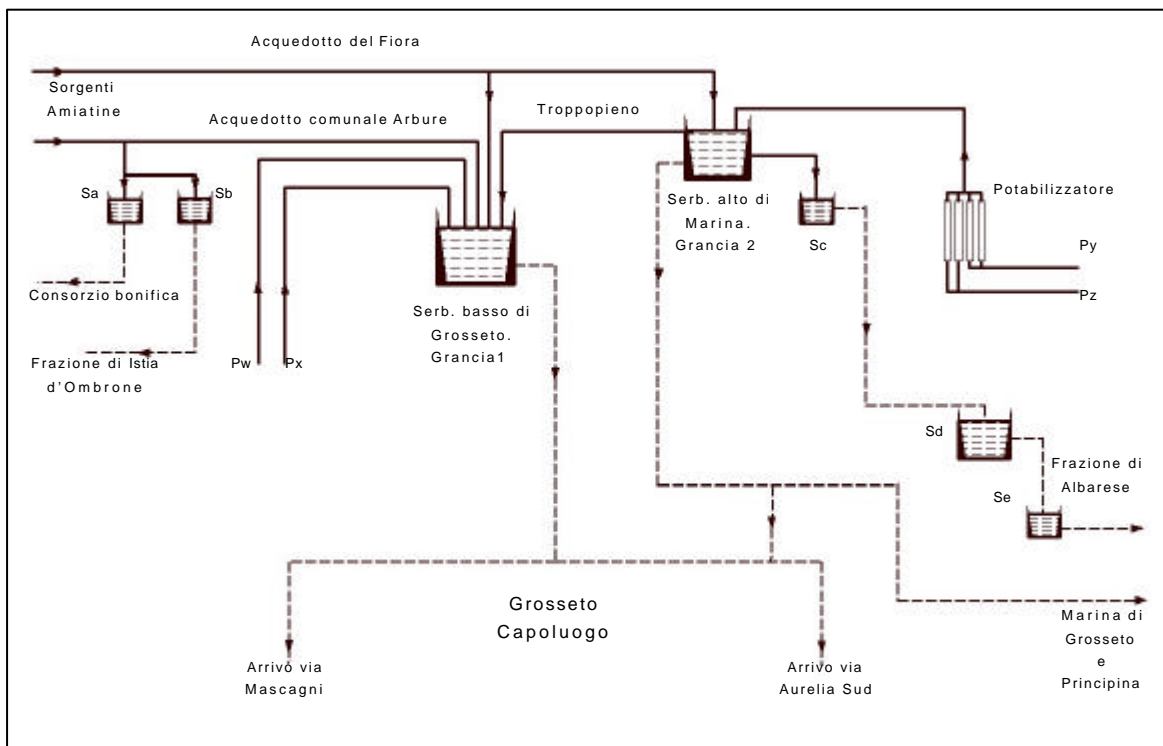 Acquedotto del Fiora
Sorgenti
Amiatine
Troppopieno
Acquedotto comunale Arbure
Sa
Sb
Potabilizzatore
Serb. alto di
Marina.
Grancia 2
Sc
Py
Pz
Consorzio bonifica
Serb. basso di
Grosseto.
Grancia1
Frazione di Istia
d'Ombrone
Pw
Px
Sd
Frazione di
Albarese
Se
Grosseto
Capoluogo
Marina di
Grosseto
e
Principina
Arrivo via
Mascagni
Arrivo via
Aurelia Sud